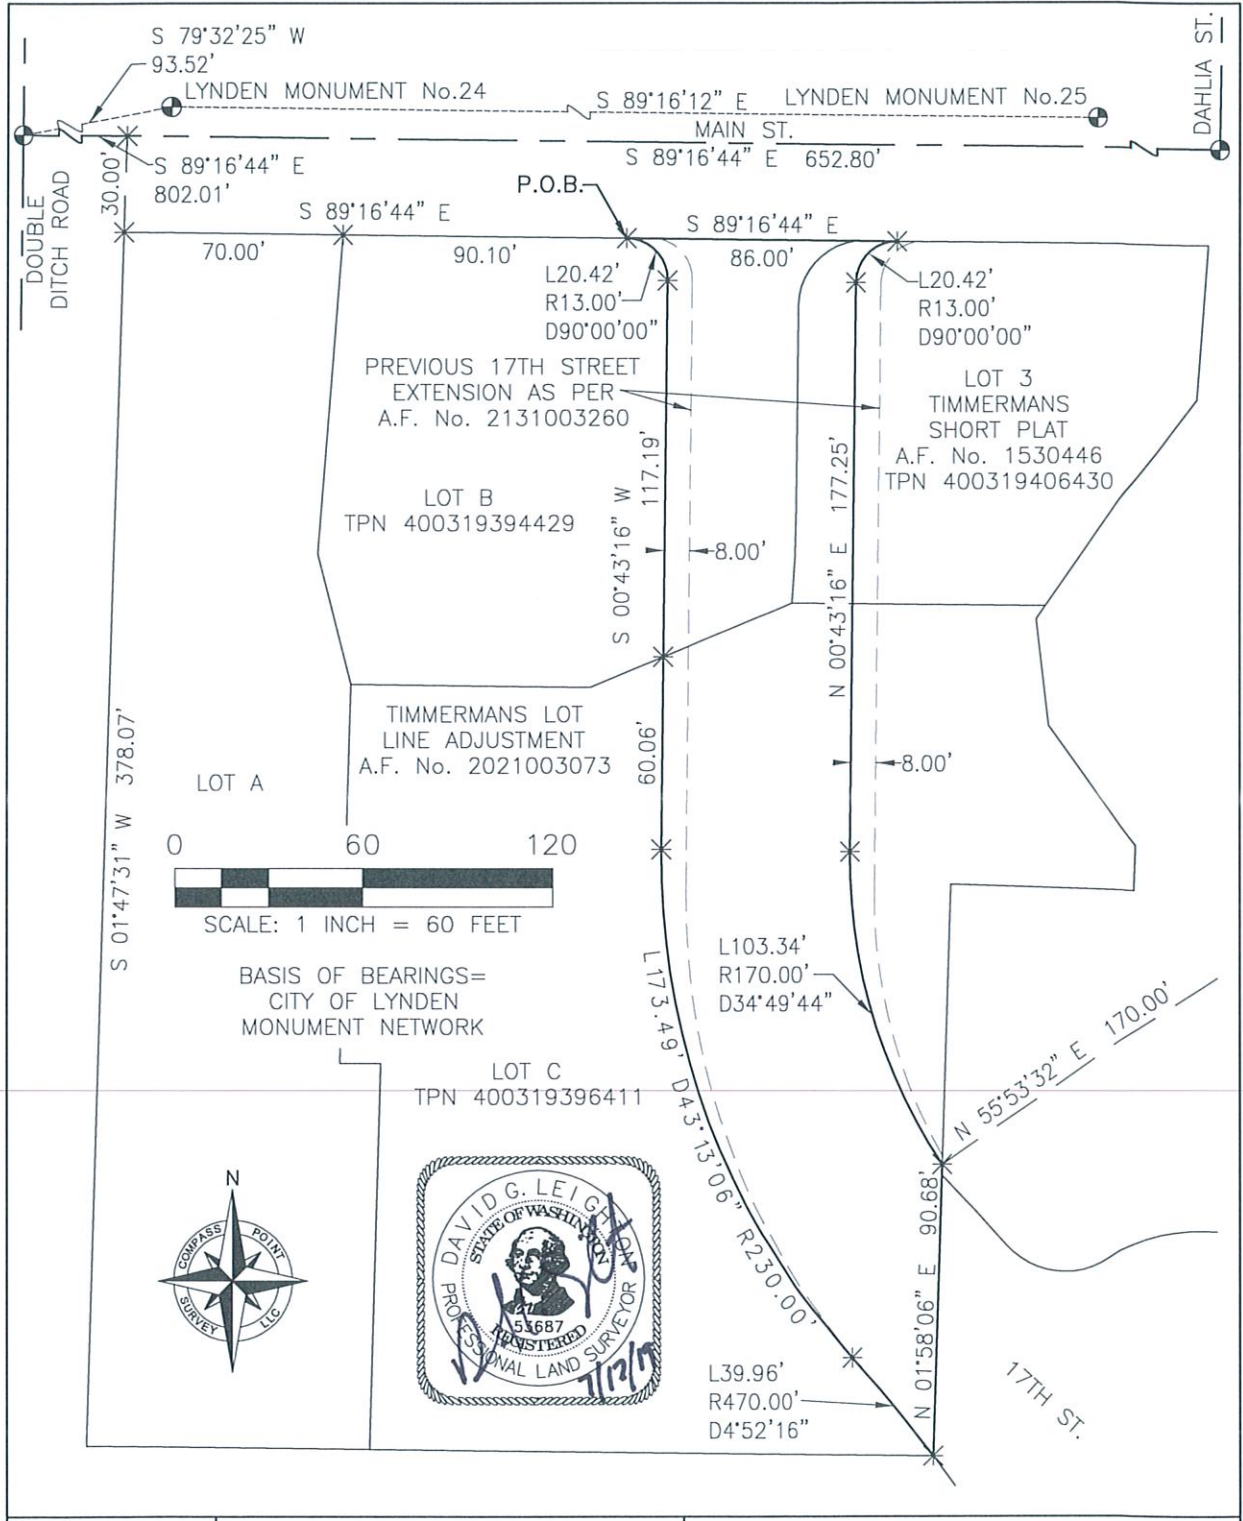 S 79°32'25" W
93.52'
LYNDEN MONUMENT No.24
S 89°16'12" E
LYNDEN MONUMENT No.25
DAHLIA ST.
MAIN ST.
S 89°16'44" E 652.80'
S 89°16'44" E
802.01'
30.00'
DOUBLE
DITCH ROAD
P.O.B.
S 89°16'44" E
70.00'
90.10'
S 89°16'44" E
86.00'
L20.42'
R13.00'
D90°00'00"
L20.42'
R13.00'
D90°00'00"
PREVIOUS 17TH STREET
EXTENSION AS PER
A.F. No. 2131003260
LOT 3
TIMMERMANS
SHORT PLAT
A.F. No. 1530446
TPN 400319406430
LOT B
TPN 400319394429
S 00°43'16" W 117.19'
8.00'
N 00°43'16" E 177.25'
TIMMERMANS LOT
LINE ADJUSTMENT
A.F. No. 2021003073
60.06'
8.00'
LOT A
S 01°47'31" W 378.07'
0 60 120
SCALE: 1 INCH = 60 FEET
BASIS OF BEARINGS=
CITY OF LYNDEN
MONUMENT NETWORK
L103.34'
R170.00'
D34°49'44"
L173.49' D43°13'06" R230.00'
N 55°53'32" E 170.00'
LOT C
TPN 400319396411
N
COMPASS POINT
SURVEY LLC
DAVID G. LEIGHTON
STATE OF WASHINGTON
53687
REGISTERED
PROFESSIONAL LAND SURVEYOR
7/12/19
N 01°58'06" E 90.68'
L39.96'
R470.00'
D4°52'16"
17TH ST.